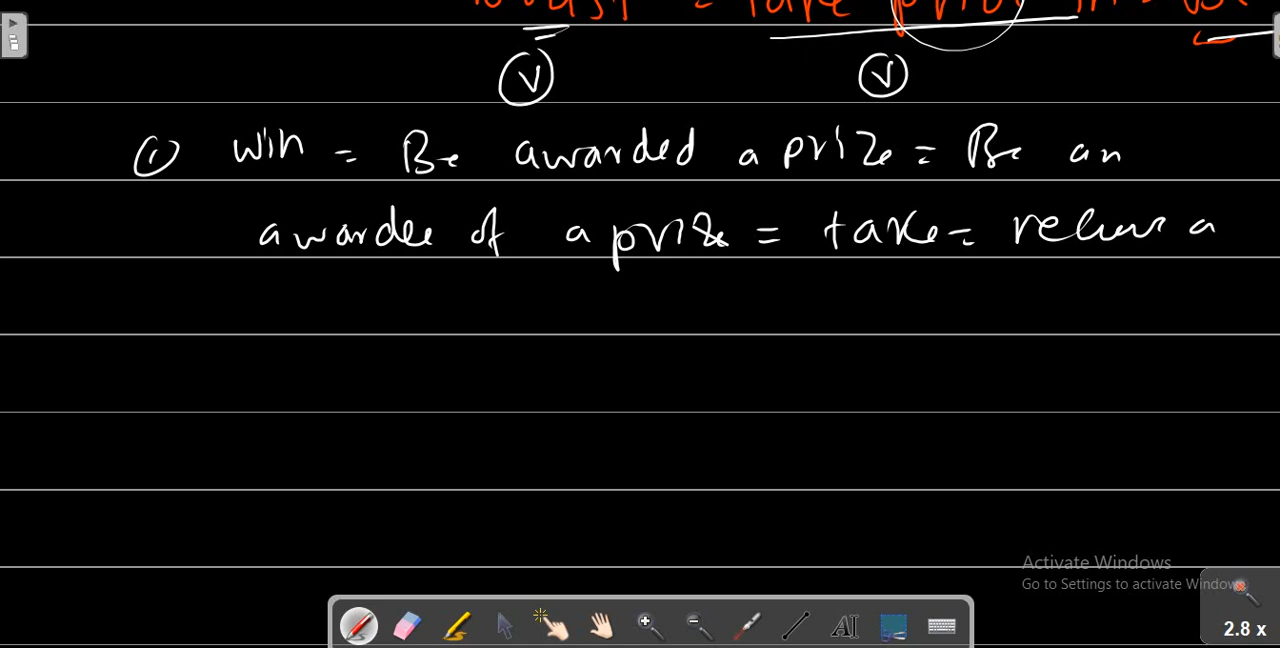 = take
V V
① win = Be awarded a prize = Be an
awardee of a prize = take = a
Activate Windows
Go to Settings to activate Windows
2.8 x